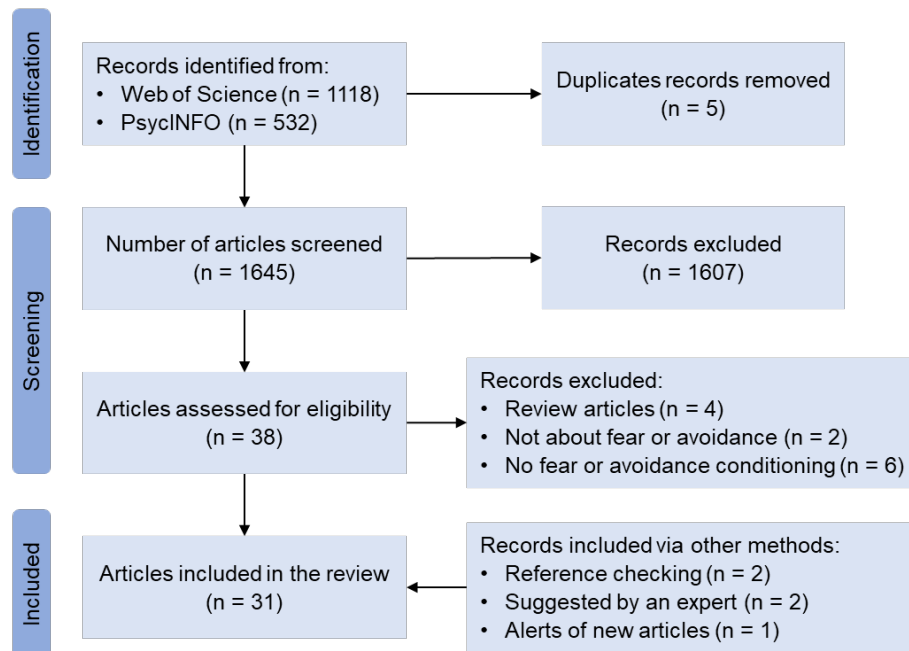 Identification
Records identified from:
• Web of Science (n = 1118)
• PsycINFO (n = 532)
Duplicates records removed
(n = 5)
Screening
Number of articles screened
(n = 1645)
Records excluded
(n = 1607)
Articles assessed for eligibility
(n = 38)
Records excluded:
• Review articles (n = 4)
• Not about fear or avoidance (n = 2)
• No fear or avoidance conditioning (n = 6)
Included
Articles included in the review
(n = 31)
Records included via other methods:
• Reference checking (n = 2)
• Suggested by an expert (n = 2)
• Alerts of new articles (n = 1)